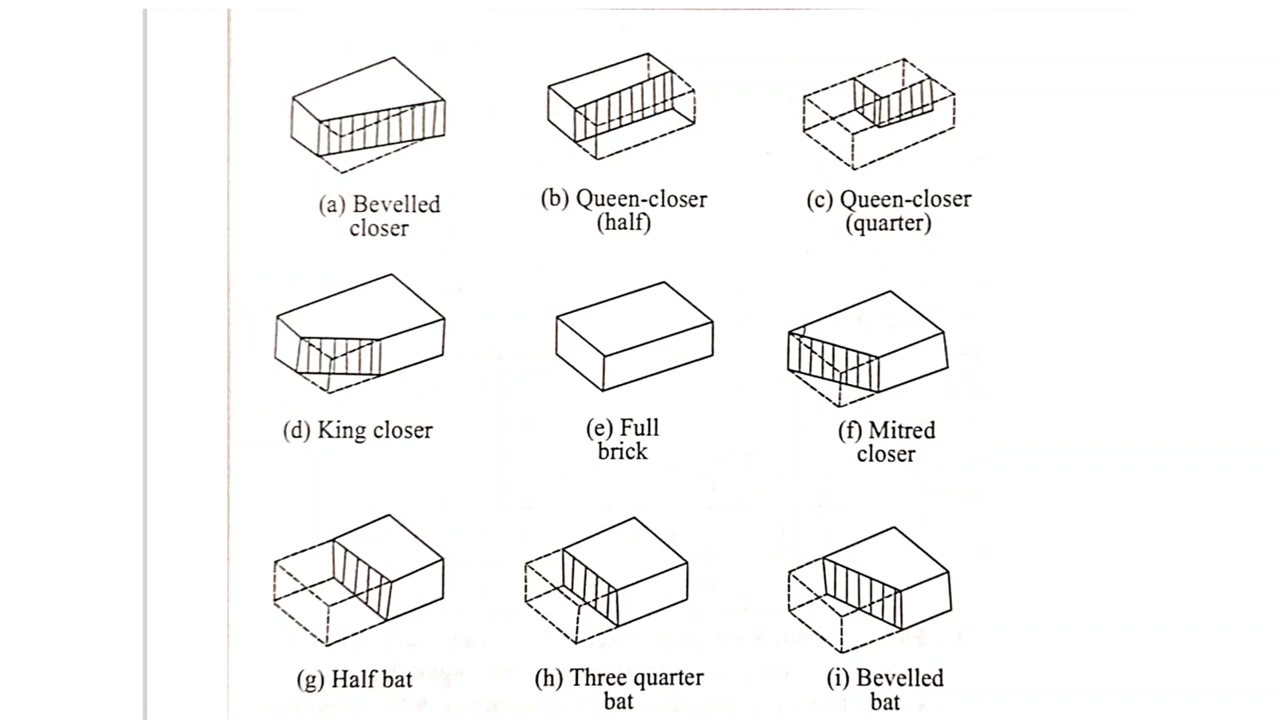 (a) Bevelled
closer
(b) Queen-closer
(half)
(c) Queen-closer
(quarter)
(d) King closer
(e) Full
brick
(f) Mitred
closer
(g) Half bat
(h) Three quarter
bat
(i) Bevelled
bat